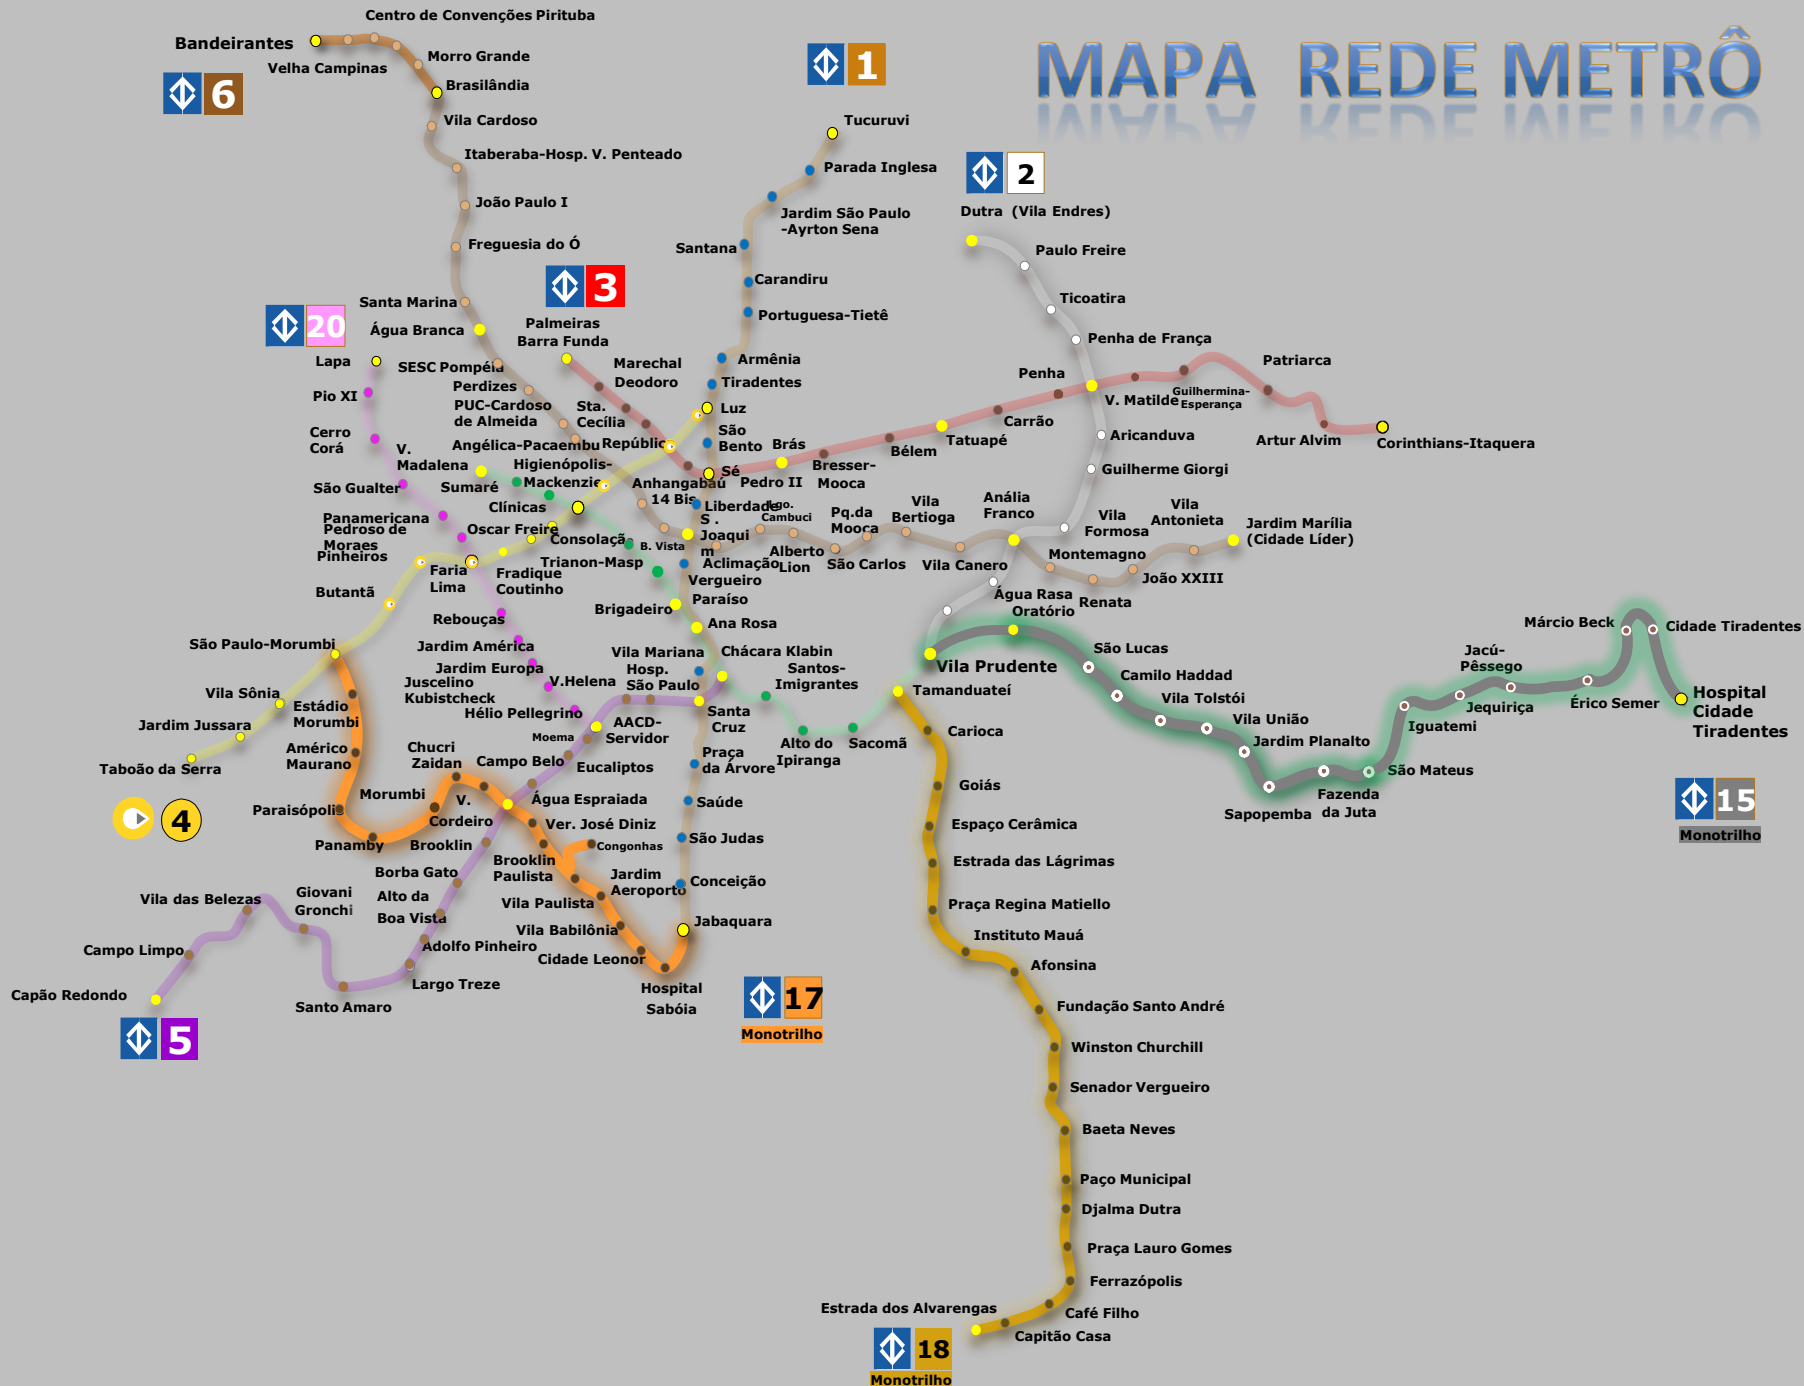 MAPA REDE METRÔ
Centro de Convenções Pirituba
Bandeirantes
Velha Campinas
Morro Grande
6
Brasilândia
Vila Cardoso
Itaberaba-Hosp. V. Penteado
João Paulo I
Freguesia do Ó
Santa Marina
Água Branca
SESC Pompéia
Perdizes
PUC-Cardoso
de Almeida
Angélica-Pacaembu
Higienópolis-
Mackenzie
14 Bis
B. Vista
1
Tucuruvi
Parada Inglesa
Jardim São Paulo
-Ayrton Sena
Santana
Carandiru
Portuguesa-Tietê
Armênia
Tiradentes
Luz
São
Bento
Sé
Liberdade
S .
Joaqui
m
Aclimação
Vergueiro
Paraíso
Ana Rosa
Vila Mariana
Chácara Klabin
Santa
Cruz
Praça
da Árvore
Saúde
São Judas
Conceição
Jabaquara
2
Dutra (Vila Endres)
Paulo Freire
Ticoatira
Penha de França
Penha
V. Matilde
Guilhermina-
Esperança
Patriarca
Artur Alvim
Corinthians-Itaquera
Aricanduva
Guilherme Giorgi
Anália
Franco
Vila
Formosa
Vila
Antonieta
Jardim Marília
(Cidade Líder)
Montemagno
João XXIII
Renata
Água Rasa
Oratório
3
Palmeiras
Barra Funda
Marechal
Deodoro
Sta.
Cecília
Repúblic
Anhangabaú
Pedro II
Brás
Bresser-
Mooca
Bélem
Tatuapé
Carrão
Lgo.
Cambuci
Alberto
Lion
Pq.da
Mooca
São Carlos
Vila
Bertioga
Vila Canero
20
Lapa
Pio XI
Cerro
Corá
V.
Madalena
São Gualter
Sumaré
Clínicas
Panamericana
Pedroso de
Moraes
Pinheiros
Oscar Freire
Consolaçã
Trianon-Masp
Brigadeiro
Faria
Lima
Fradique
Coutinho
Butantã
Rebouças
São Paulo-Morumbi
Jardim América
Jardim Europa
Juscelino
Kubistcheck
V.Helena
Hélio Pellegrino
Hosp.
São Paulo
AACD-
Servidor
Moema
Eucaliptos
Campo Belo
Vila Sônia
Estádio
Morumbi
Jardim Jussara
Taboão da Serra
4
Américo
Maurano
Chucri
Zaidan
Paraisópolis
Morumbi
V.
Cordeiro
Panamby
Água Espraiada
Ver. José Diniz
Congonhas
Brooklin
Brooklin
Paulista
Jardim
Aeroporto
Borba Gato
Alto da
Boa Vista
Vila Paulista
Vila Babilônia
Cidade Leonor
Hospital
Sabóia
17
Monotrilho
Vila das Belezas
Giovani
Gronchi
Campo Limpo
Adolfo Pinheiro
Largo Treze
Santo Amaro
Capão Redondo
5
Santos-
Imigrantes
Alto do
Ipiranga
Sacomã
Tamanduateí
Vila Prudente
São Lucas
Camilo Haddad
Vila Tolstói
Vila União
Jardim Planalto
Sapopemba
Fazenda
da Juta
São Mateus
Iguatemi
Jacú-
Pêssego
Jequiriça
Érico Semer
Márcio Beck
Cidade Tiradentes
Hospital
Cidade
Tiradentes
15
Monotrilho
Carioca
Goiás
Espaço Cerâmica
Estrada das Lágrimas
Praça Regina Matiello
Instituto Mauá
Afonsina
Fundação Santo André
Winston Churchill
Senador Vergueiro
Baeta Neves
Paço Municipal
Djalma Dutra
Praça Lauro Gomes
Ferrazópolis
Café Filho
Capitão Casa
Estrada dos Alvarengas
18
Monotrilho